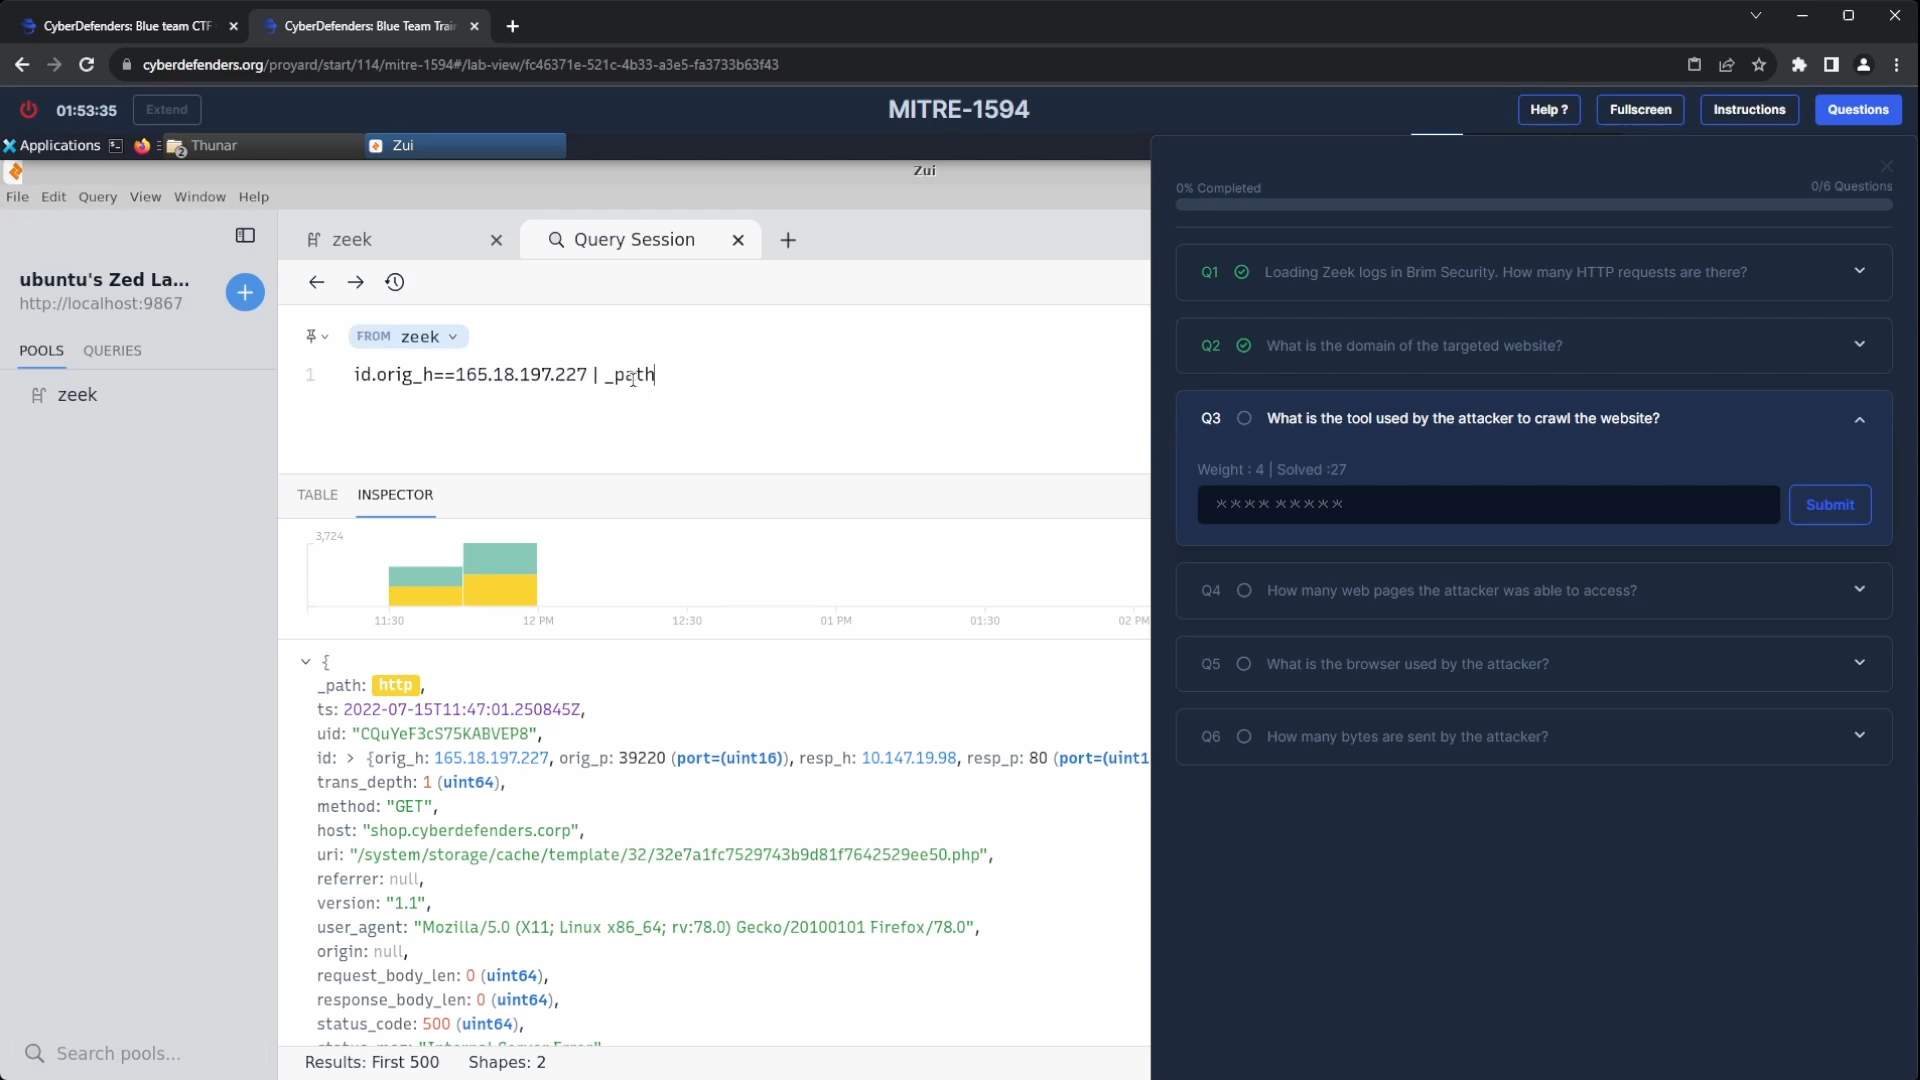 CyberDefenders: Blue team CTF
CyberDefenders: Blue Team Trai
cyberdefenders.org/proyard/start/114/mitre-1594#/lab-view/fc46371e-521c-4b33-a3e5-fa3733b63f43
01:53:35
Extend
MITRE-1594
Help ?
Fullscreen
Instructions
Questions
Applications
2
Thunar
Zui
Zui
File Edit Query View Window Help
ubuntu's Zed La...
http://localhost:9867
POOLS QUERIES
zeek
Search pools...
zeek
Query Session
FROM zeek
1 id.orig_h==165.18.197.227 | _path
TABLE INSPECTOR
3,724
11:30 12 PM 12:30 01 PM 01:30 02 PM
{
_path: http,
ts: 2022-07-15T11:47:01.250845Z,
uid: "CQuYeF3cS75KABVEP8",
id: > {orig_h: 165.18.197.227, orig_p: 39220 (port=(uint16)), resp_h: 10.147.19.98, resp_p: 80 (port=(uint1
trans_depth: 1 (uint64),
method: "GET",
host: "shop.cyberdefenders.corp",
uri: "/system/storage/cache/template/32/32e7a1fc7529743b9d81f7642529ee50.php",
referrer: null,
version: "1.1",
user_agent: "Mozilla/5.0 (X11; Linux x86_64; rv:78.0) Gecko/20100101 Firefox/78.0",
origin: null,
request_body_len: 0 (uint64),
response_body_len: 0 (uint64),
status_code: 500 (uint64),
Results: First 500 Shapes: 2
0% Completed
0/6 Questions
Q1 Loading Zeek logs in Brim Security. How many HTTP requests are there?
Q2 What is the domain of the targeted website?
Q3 What is the tool used by the attacker to crawl the website?
Weight : 4 | Solved :27
**** *****
Submit
Q4 How many web pages the attacker was able to access?
Q5 What is the browser used by the attacker?
Q6 How many bytes are sent by the attacker?